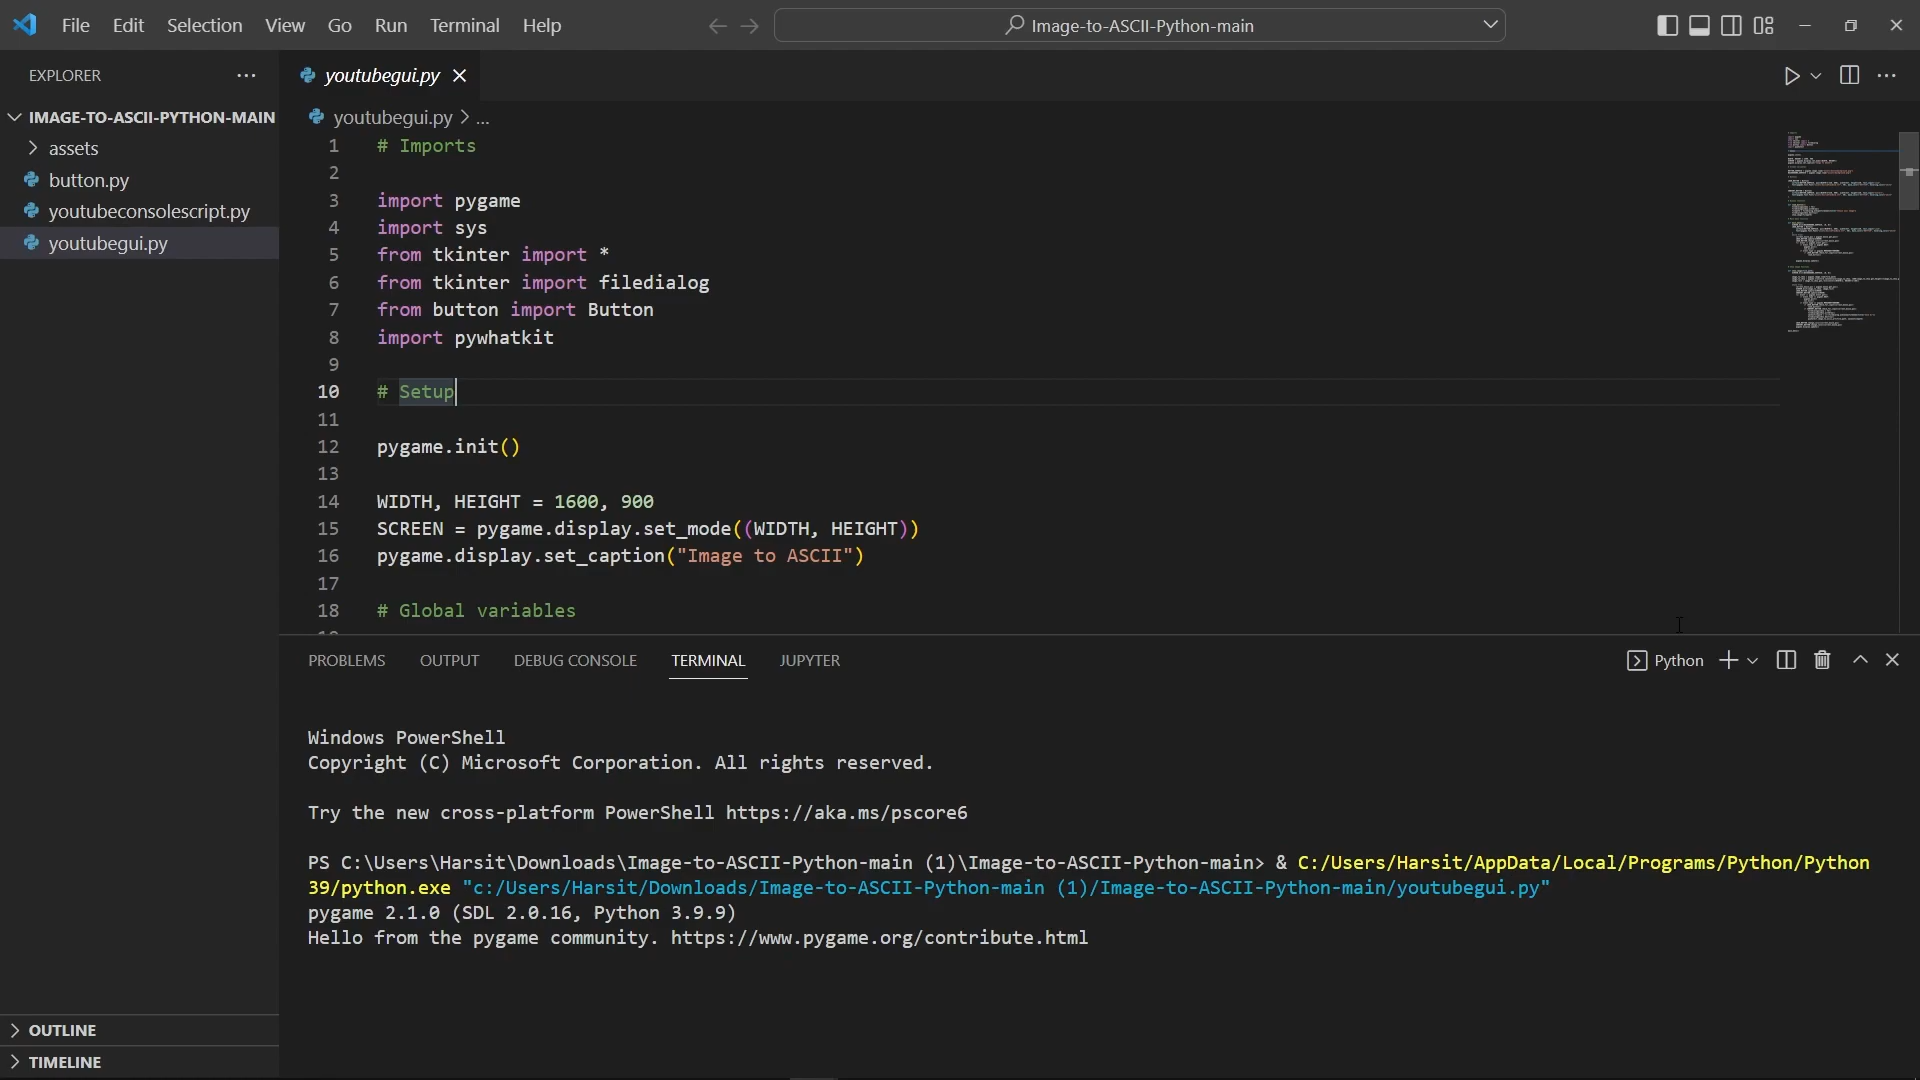 File Edit Selection View Go Run Terminal Help
Image-to-ASCII-Python-main
EXPLORER
youtubegui.py
IMAGE-TO-ASCII-PYTHON-MAIN
assets
button.py
youtubeconsolescript.py
youtubegui.py
youtubegui.py > ...
1 # Imports
2
3 import pygame
4 import sys
5 from tkinter import *
6 from tkinter import filedialog
7 from button import Button
8 import pywhatkit
9
10 # Setup
11
12 pygame.init()
13
14 WIDTH, HEIGHT = 1600, 900
15 SCREEN = pygame.display.set_mode((WIDTH, HEIGHT))
16 pygame.display.set_caption("Image to ASCII")
17
18 # Global variables
PROBLEMS OUTPUT DEBUG CONSOLE TERMINAL JUPYTER
Python
Windows PowerShell
Copyright (C) Microsoft Corporation. All rights reserved.
Try the new cross-platform PowerShell https://aka.ms/pscore6
PS C:\Users\Harsit\Downloads\Image-to-ASCII-Python-main (1)\Image-to-ASCII-Python-main> & C:/Users/Harsit/AppData/Local/Programs/Python/Python
39/python.exe "c:/Users/Harsit/Downloads/Image-to-ASCII-Python-main (1)/Image-to-ASCII-Python-main/youtubegui.py"
pygame 2.1.0 (SDL 2.0.16, Python 3.9.9)
Hello from the pygame community. https://www.pygame.org/contribute.html
OUTLINE
TIMELINE